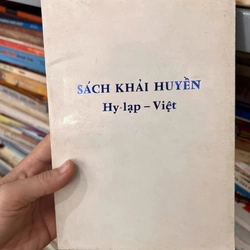 SÁCH KHẢI HUYỀN
Hy-lạp – Việt